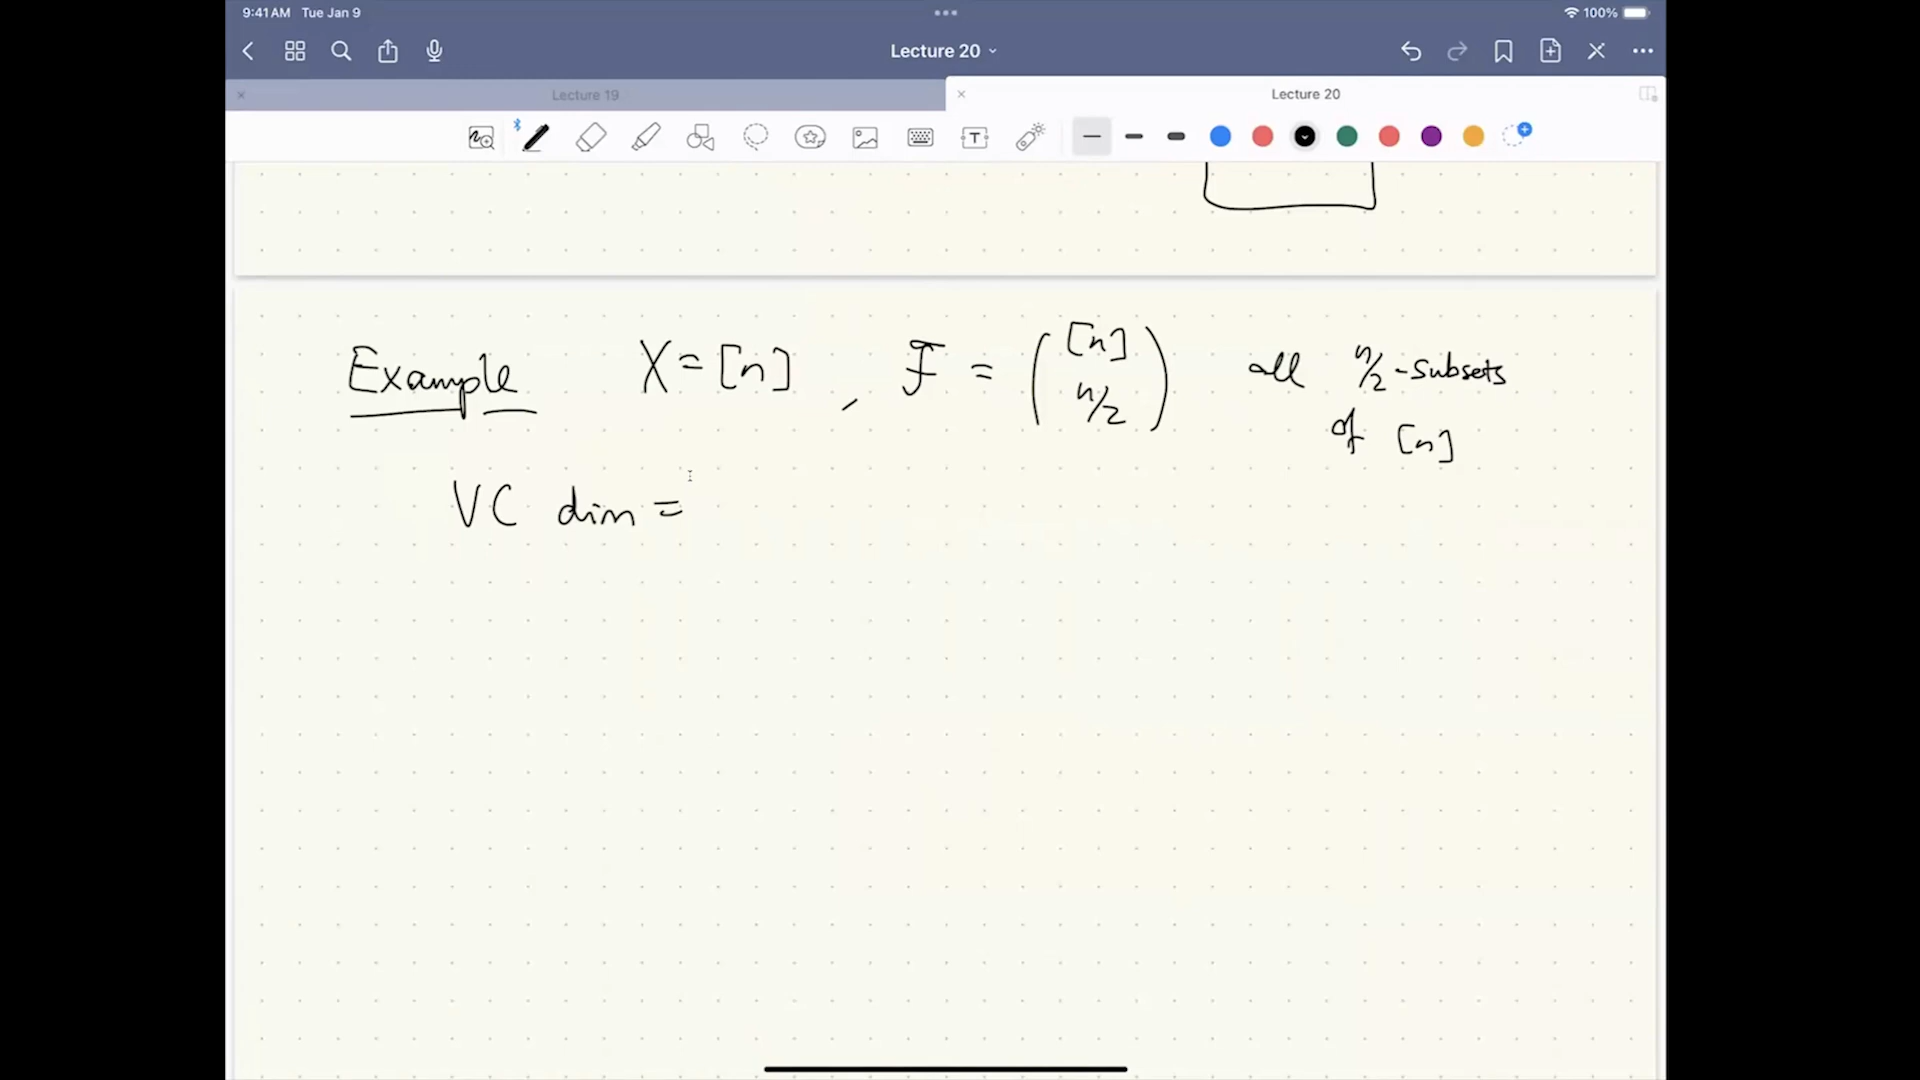 9:41 AM Tue Jan 9
100%
Lecture 20
Lecture 19
Lecture 20
T
Example X = [n] , F = ([n] n/2) all n/2 - subsets
of [n]
VC dim =